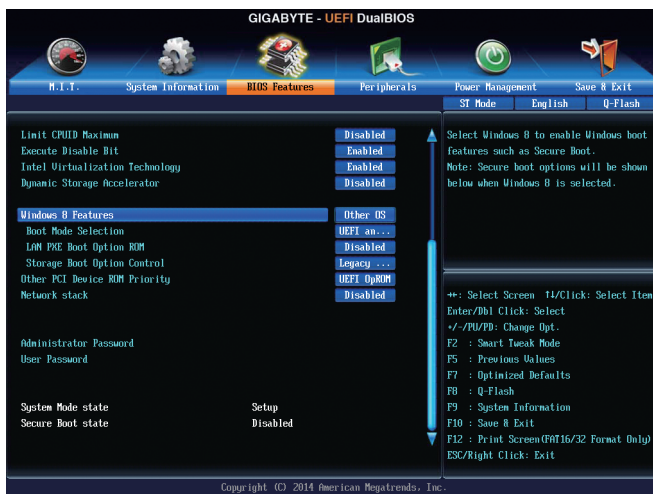 GIGABYTE - UEFI DualBIOS
M.I.T.
System Information
BIOS Features
Peripherals
Power Management
Save & Exit
ST Mode
English
Q-Flash
Limit CPUID Maximum Disabled
Execute Disable Bit Enabled
Intel Virtualization Technology Enabled
Dynamic Storage Accelerator Disabled
Windows 8 Features Other OS
Boot Mode Selection UEFI an...
LAN PXE Boot Option ROM Disabled
Storage Boot Option Control Legacy ...
Other PCI Device ROM Priority UEFI OpROM
Network stack Disabled
Administrator Password
User Password
System Mode state Setup
Secure Boot state Disabled
Select Windows 8 to enable Windows boot
features such as Secure Boot.
Note: Secure boot options will be shown
below when Windows 8 is selected.
→←: Select Screen ↑↓/Click: Select Item
Enter/Dbl Click: Select
+/-/PU/PD: Change Opt.
F2 : Smart Tweak Mode
F5 : Previous Values
F7 : Optimized Defaults
F8 : Q-Flash
F9 : System Information
F10 : Save & Exit
F12 : Print Screen(FAT16/32 Format Only)
ESC/Right Click: Exit
Copyright (C) 2014 American Megatrends, Inc.